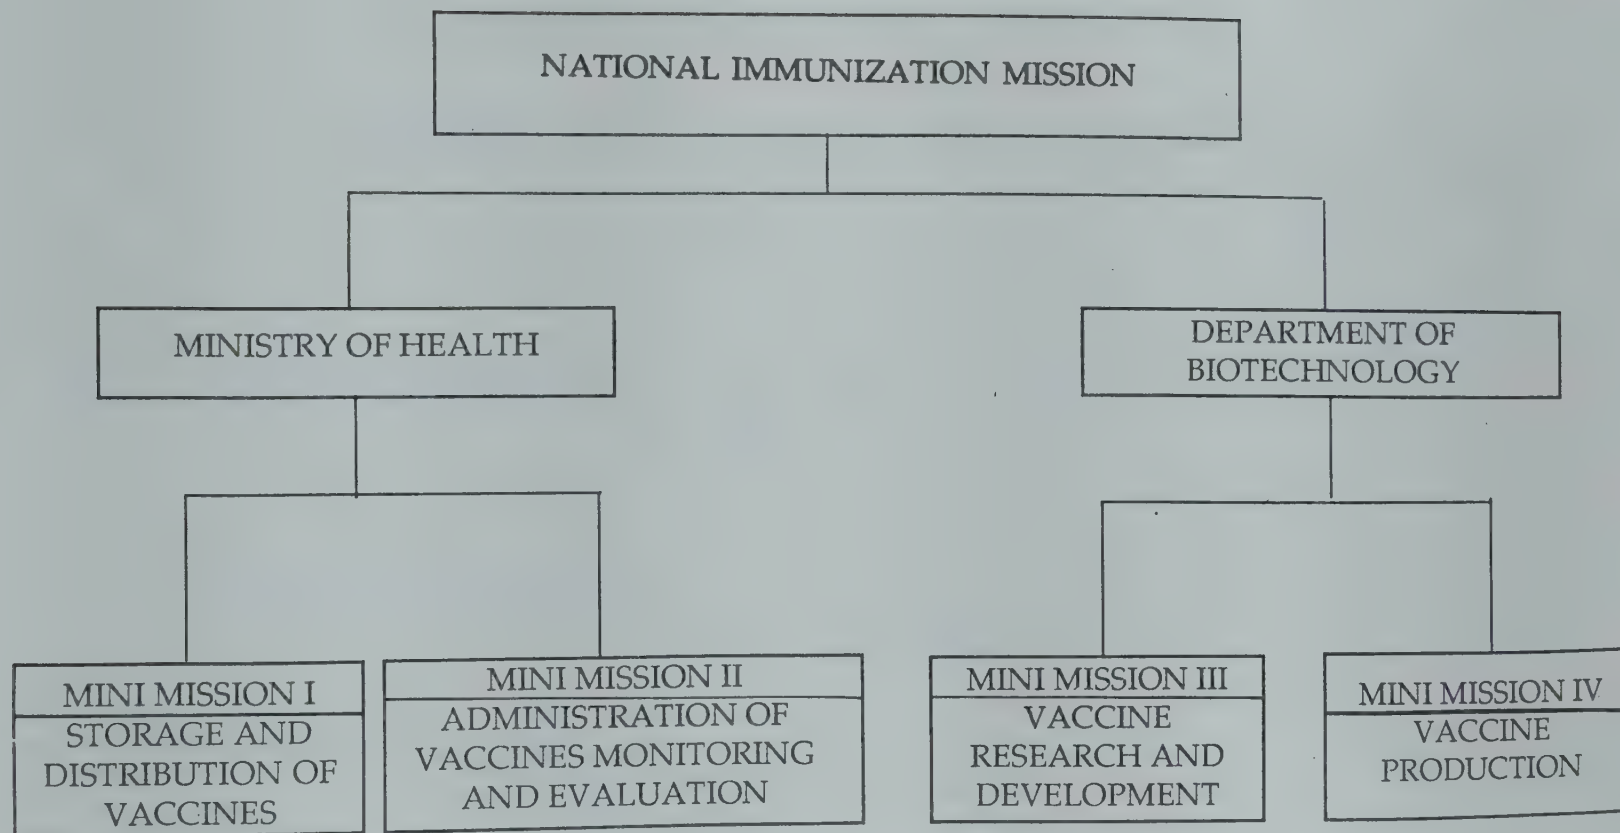 NATIONAL IMMUNIZATION MISSION
MINISTRY OF HEALTH
DEPARTMENT OF
BIOTECHNOLOGY
MINI MISSION I
STORAGE AND
DISTRIBUTION OF
VACCINES
MINI MISSION II
ADMINISTRATION OF
VACCINES MONITORING
AND EVALUATION
MINI MISSION III
VACCINE
RESEARCH AND
DEVELOPMENT
MINI MISSION IV
VACCINE
PRODUCTION